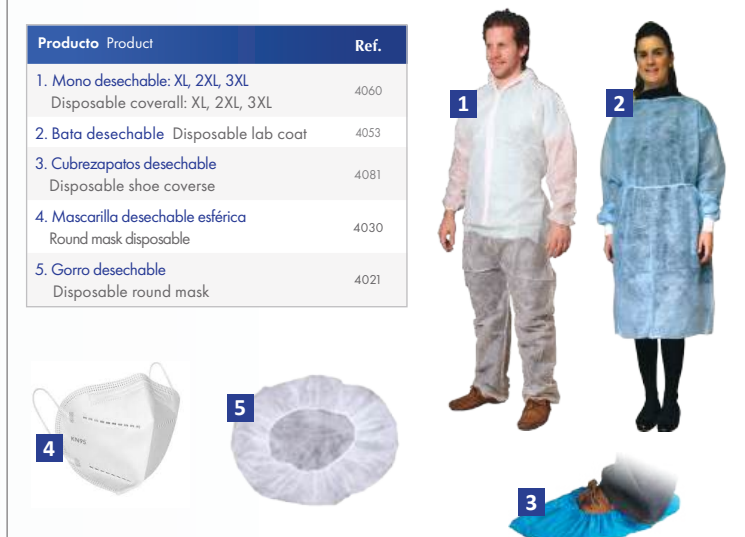 Producto Product Ref.
1. Mono desechable: XL, 2XL, 3XL
Disposable coverall: XL, 2XL, 3XL
4060
2. Bata desechable Disposable lab coat 4053
3. Cubrezapatos desechable
Disposable shoe coverse
4081
4. Mascarilla desechable esférica
Round mask disposable
4030
5. Gorro desechable
Disposable round mask
4021
1
2
4
KN95
5
3